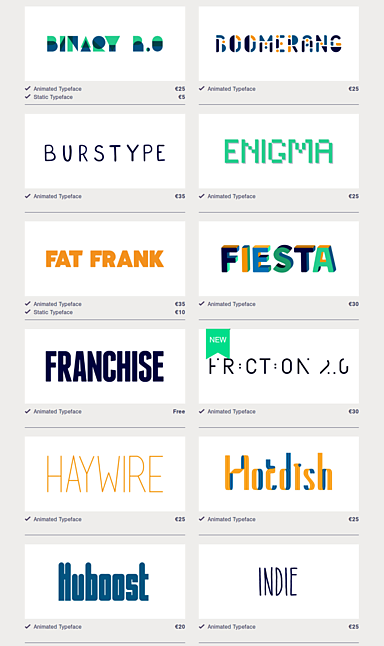 BINARY 2.0
Animated Typeface €25
Static Typeface €5
BOOMERANG
Animated Typeface €25
BURSTYPE
Animated Typeface €35
ENIGMA
Animated Typeface €25
FAT FRANK
Animated Typeface €35
Static Typeface €10
FIESTA
Animated Typeface €30
FRANCHISE
Animated Typeface Free
NEW
FRICTION 2.0
Animated Typeface €30
HAYWIRE
Animated Typeface €25
Hotdish
Animated Typeface €25
Huboost
Animated Typeface €20
INDIE
Animated Typeface €25